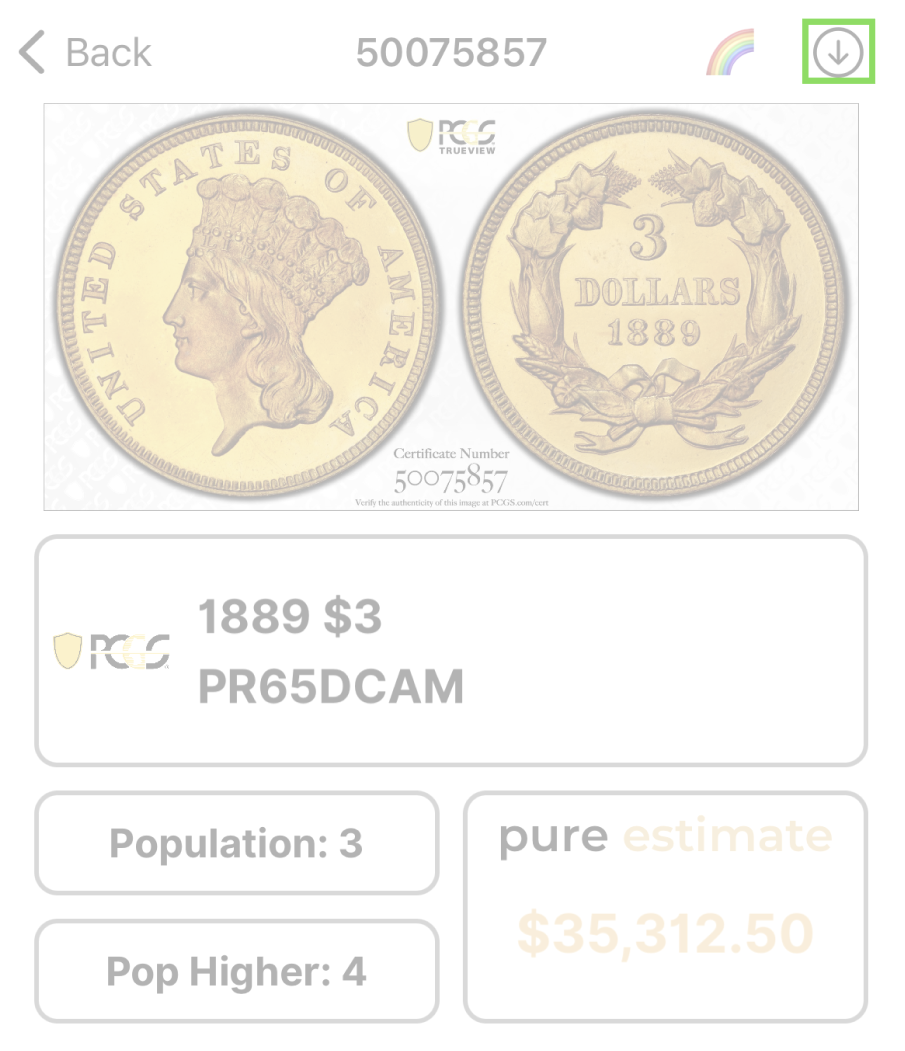 Back
50075857
UNITED STATES OF AMERICA
PCGS
TRUEVIEW
3
DOLLARS
1889
Certificate Number
50075857
Verify the authenticity of this image at PCGS.com/cert
PCGS
1889 $3
PR65DCAM
Population: 3
Pop Higher: 4
pure estimate
$35,312.50